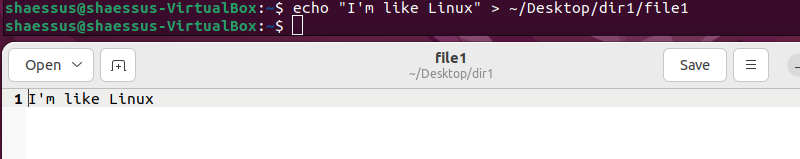 shaessus@shaessus-VirtualBox:~$ echo "I'm like Linux" > ~/Desktop/dir1/file1
shaessus@shaessus-VirtualBox:~$
Open
file1
~/Desktop/dir1
Save
1 I'm like Linux